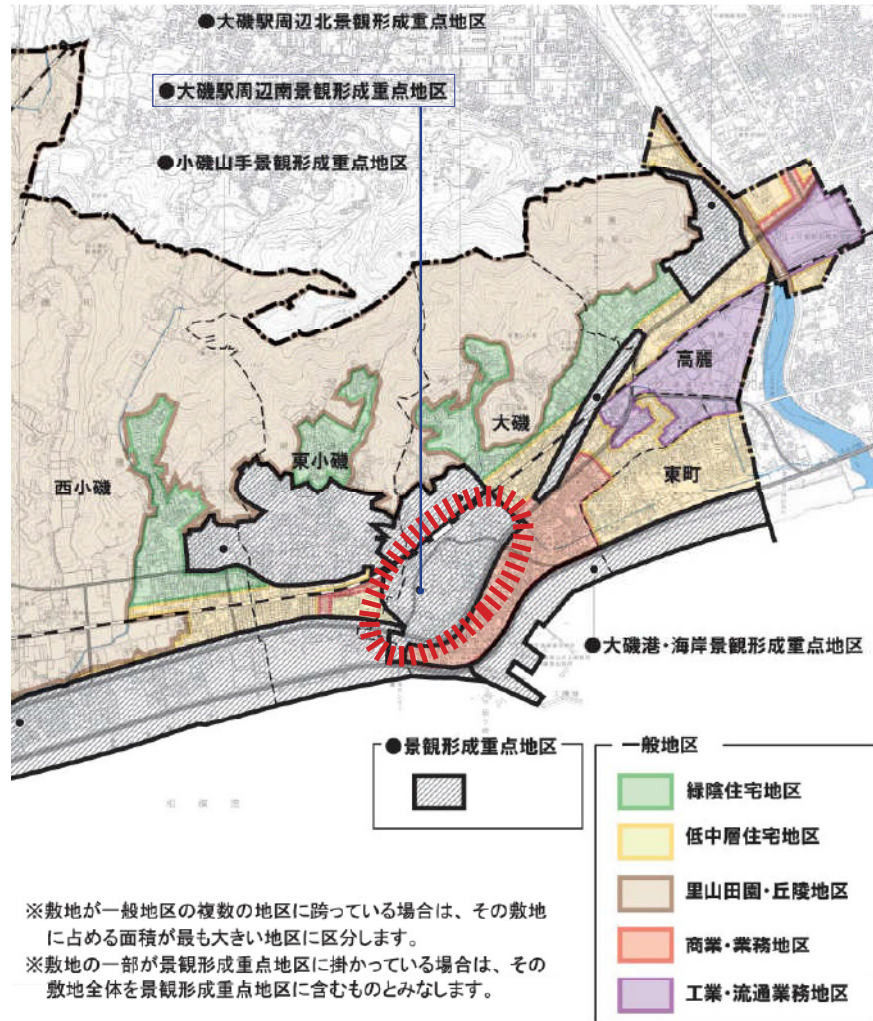 ●大磯駅周辺北景観形成重点地区
●大磯駅周辺南景観形成重点地区
●小磯山手景観形成重点地区
高麗
大磯
東小磯
東町
西小磯
●大磯港・海岸景観形成重点地区
●景観形成重点地区
一般地区
緑陰住宅地区
低中層住宅地区
里山田園・丘陵地区
商業・業務地区
工業・流通業務地区
相模湾
※敷地が一般地区の複数の地区に跨っている場合は、その敷地
に占める面積が最も大きい地区に区分します。
※敷地の一部が景観形成重点地区に掛かっている場合は、その
敷地全体を景観形成重点地区に含むものとみなします。